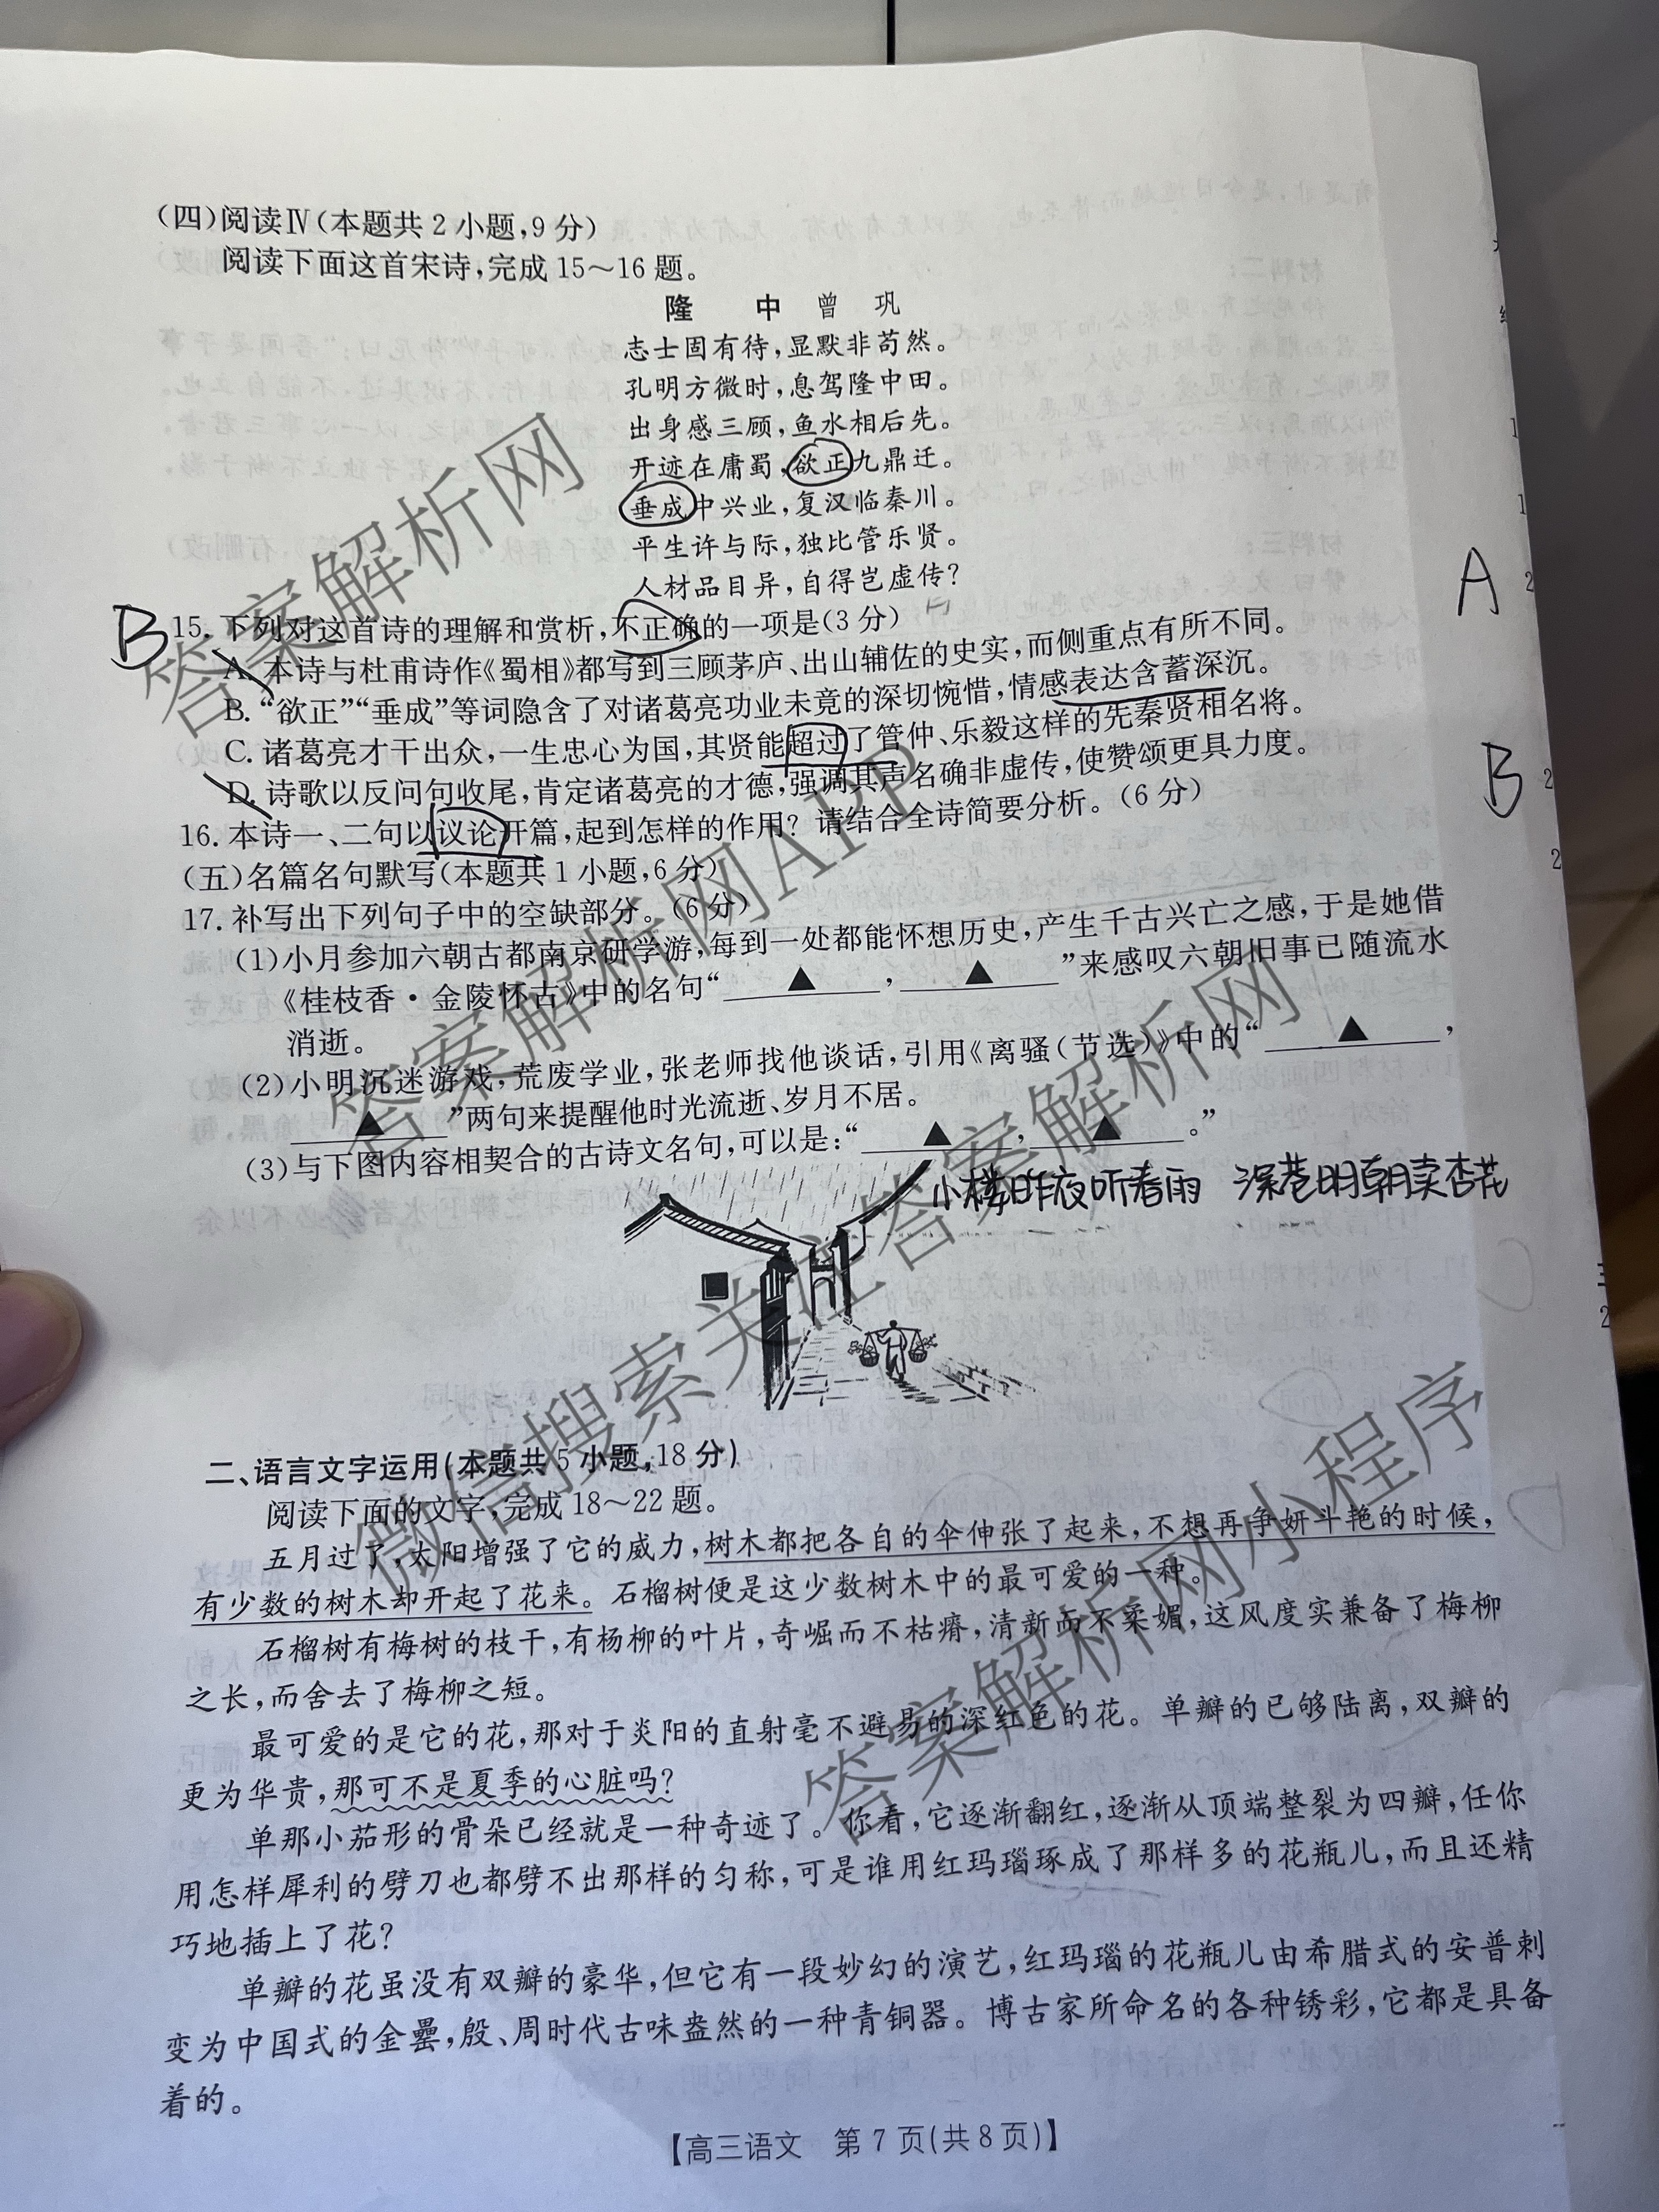 (四)阅读Ⅳ(本题共2小题,9分)
阅读下面这首宋诗,完成15～16题。
隆 中 曾 巩
志士固有待,显默非苟然。
孔明方微时,息驾隆中田。
出身感三顾,鱼水相后先。
开迹在庸蜀,欲正九鼎迁。
垂成中兴业,复汉临秦川。
平生许与际,独比管乐贤。
人材品目异,自得岂虚传?
B
15.下列对这首诗的理解和赏析,不正确的一项是(3分)
A.本诗与杜甫诗作《蜀相》都写到三顾茅庐、出山辅佐的史实,而侧重点有所不同。
B.“欲正”“垂成”等词隐含了对诸葛亮功业未竟的深切惋惜,情感表达含蓄深沉。
C.诸葛亮才干出众,一生忠心为国,其贤能超过了管仲、乐毅这样的先秦贤相名将。
D.诗歌以反问句收尾,肯定诸葛亮的才德,强调其声名确非虚传,使赞颂更具力度。
A
B
16.本诗一、二句以议论开篇,起到怎样的作用?请结合全诗简要分析。(6分)
(五)名篇名句默写(本题共1小题,6分)
17.补写出下列句子中的空缺部分。(6分)
(1)小月参加六朝古都南京研学游,每到一处都能怀想历史,产生千古兴亡之感,于是她借
《桂枝香·金陵怀古》中的名句“▲,▲”来感叹六朝旧事已随流水
消逝。
(2)小明沉迷游戏,荒废学业,张老师找他谈话,引用《离骚(节选)》中的“▲,
▲”两句来提醒他时光流逝、岁月不居。
(3)与下图内容相契合的古诗文名句,可以是:“▲,▲。”
小楼昨夜听春雨 深巷明朝卖杏花
二、语言文字运用(本题共5小题,18分)
阅读下面的文字,完成18～22题。
五月过了,太阳增强了它的威力,树木都把各自的伞伸张了起来,不想再争妍斗艳的时候,
有少数的树木却开起了花来。石榴树便是这少数树木中的最可爱的一种。
石榴树有梅树的枝干,有杨柳的叶片,奇崛而不枯瘠,清新而不柔媚,这风度实兼备了梅柳
之长,而舍去了梅柳之短。
最可爱的是它的花,那对于炎阳的直射毫不避易的深红色的花。单瓣的已够陆离,双瓣的
更为华贵,那可不是夏季的心脏吗?
单那小茄形的骨朵已经就是一种奇迹了。你看,它逐渐翻红,逐渐从顶端整裂为四瓣,任你
用怎样犀利的劈刀也都劈不出那样的匀称,可是谁用红玛瑙琢成了那样多的花瓶儿,而且还精
巧地插上了花?
单瓣的花虽没有双瓣的豪华,但它有一段妙幻的演艺,红玛瑙的花瓶儿由希腊式的安普剌
变为中国式的金罍,殷、周时代古味盎然的一种青铜器。博古家所命名的各种锈彩,它都是具备
着的。
【高三语文 第7页(共8页)】
答案解析网
答案解析网APP
答案解析网
微信搜索关注答案解析网
答案解析网小程序